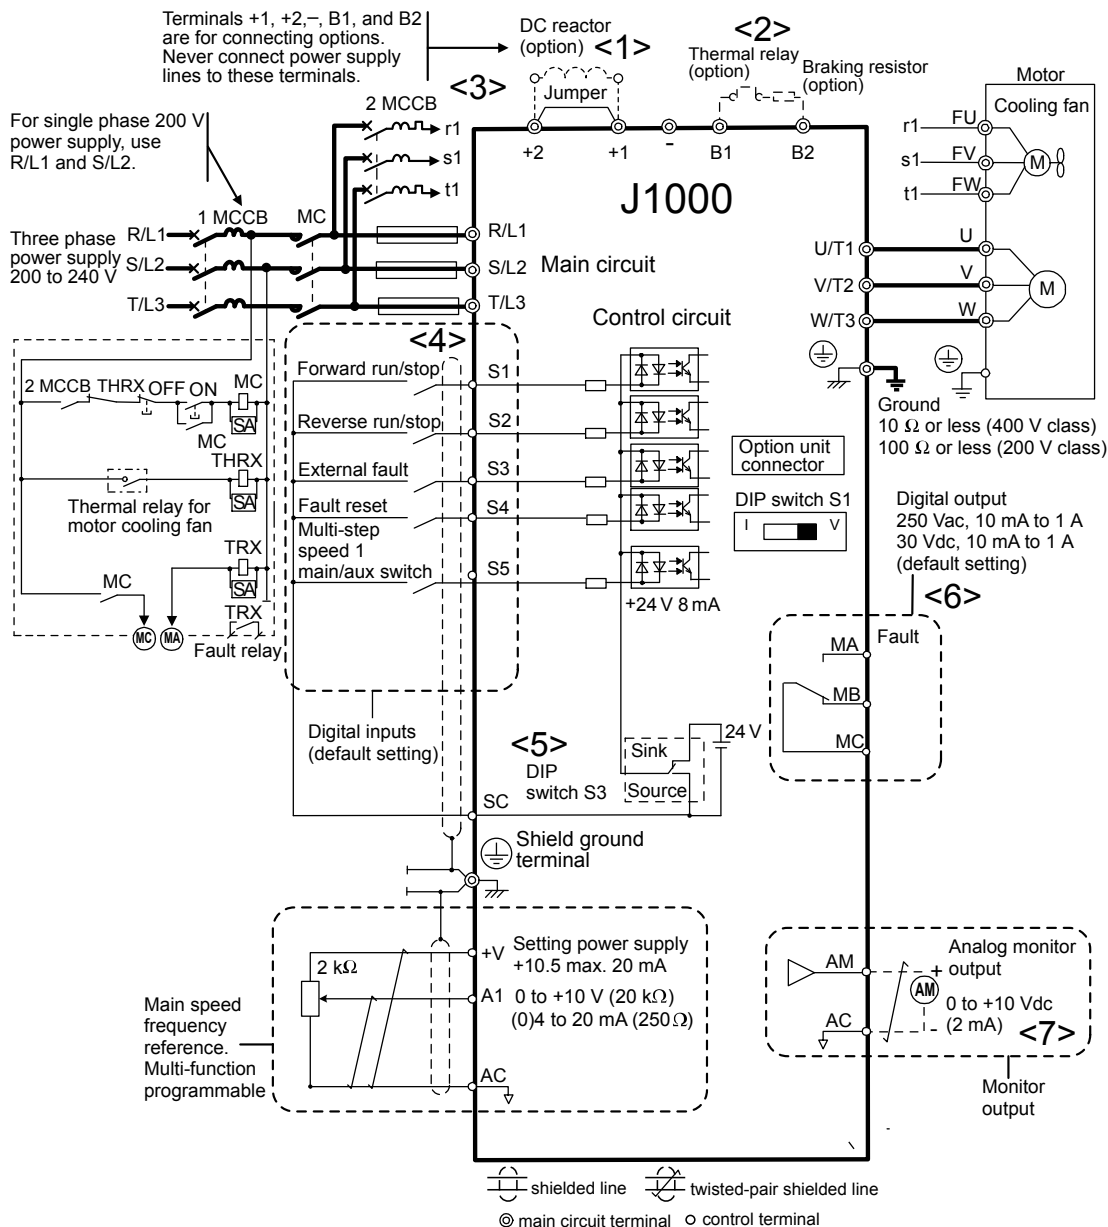 Terminals +1, +2,–, B1, and B2
are for connecting options.
Never connect power supply
lines to these terminals.
DC reactor
(option) <1>
Jumper
<2>
Thermal relay
(option)
Braking resistor
(option)
<3>
2 MCCB
r1
s1
t1
+2
+1
–
B1
B2
J1000
Motor
Cooling fan
r1
FU
s1
FV
t1
FW
M
For single phase 200 V
power supply, use
R/L1 and S/L2.
1 MCCB
MC
Three phase
power supply
200 to 240 V
R/L1
S/L2
T/L3
R/L1
S/L2
T/L3
Main circuit
Control circuit
U/T1
V/T2
W/T3
U
V
W
M
Ground
10 Ω or less (400 V class)
100 Ω or less (200 V class)
2 MCCB
THRX
OFF
ON
MC
SA
MC
THRX
SA
Thermal relay for
motor cooling fan
TRX
SA
MC
TRX
MC
MA
Fault relay
<4>
Forward run/stop
S1
Reverse run/stop
S2
External fault
S3
Fault reset
S4
Multi-step
speed 1
main/aux switch
S5
+24 V 8 mA
Option unit
connector
DIP switch S1
I
V
Digital output
250 Vac, 10 mA to 1 A
30 Vdc, 10 mA to 1 A
(default setting)
<6>
Fault
MA
MB
MC
Digital inputs
(default setting)
<5>
DIP
switch S3
Sink
Source
24 V
SC
Shield ground
terminal
Main speed
frequency
reference.
Multi-function
programmable
2 kΩ
+V
Setting power supply
+10.5 max. 20 mA
A1
0 to +10 V (20 kΩ)
(0)4 to 20 mA (250 Ω)
AC
AM
AC
+
AM
-
Analog monitor
output
0 to +10 Vdc
(2 mA)
<7>
Monitor
output
shielded line
twisted-pair shielded line
main circuit terminal
control terminal